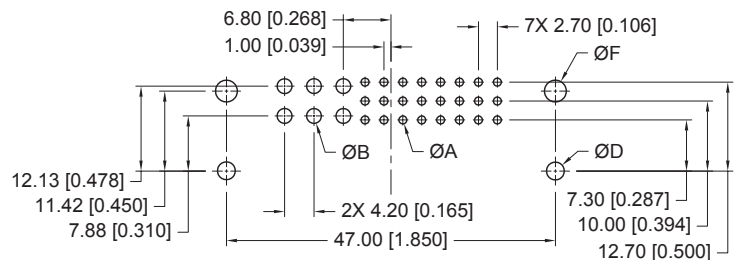 6.80 [0.268]
1.00 [0.039]
7X 2.70 [0.106]
ØF
ØB
ØA
ØD
12.13 [0.478]
11.42 [0.450]
7.88 [0.310]
2X 4.20 [0.165]
47.00 [1.850]
7.30 [0.287]
10.00 [0.394]
12.70 [0.500]